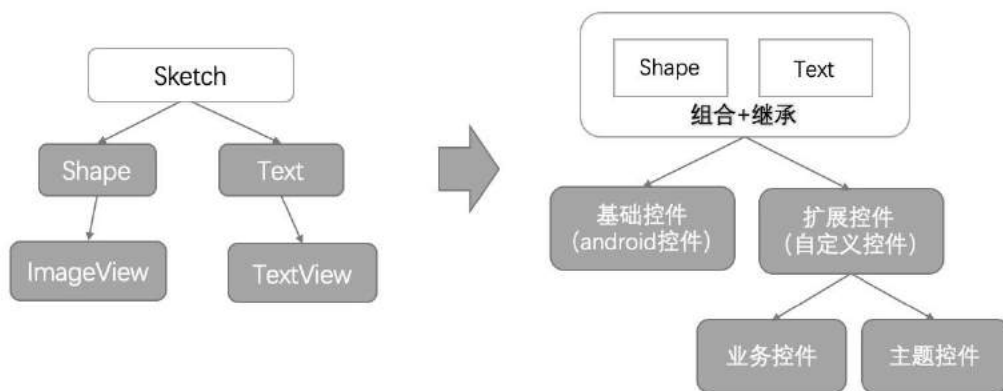 Sketch
Shape
Text
ImageView
TextView
Shape
Text
组合+继承
基础控件
(android控件)
扩展控件
(自定义控件)
业务控件
主题控件